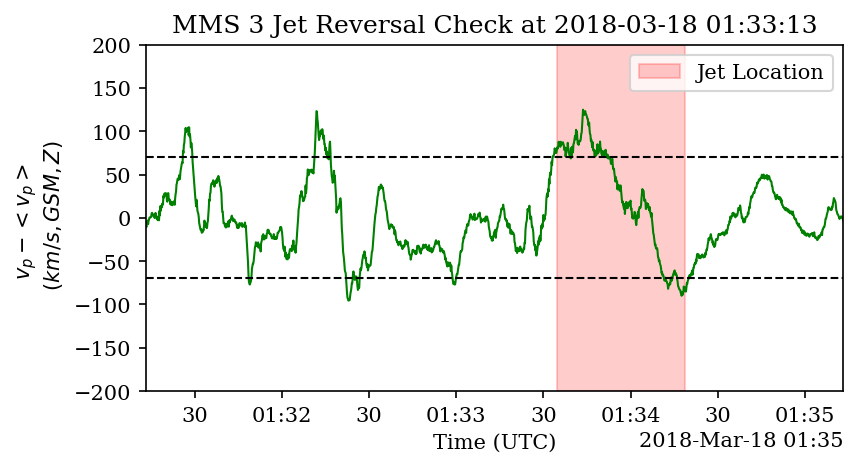 MMS 3 Jet Reversal Check at 2018-03-18 01:33:13
Jet Location
200
150
100
50
0
−50
−100
−150
−200
v_p − <v_p>
(km/s, GSM, Z)
30
01:32
30
01:33
30
01:34
30
01:35
Time (UTC)
2018-Mar-18 01:35